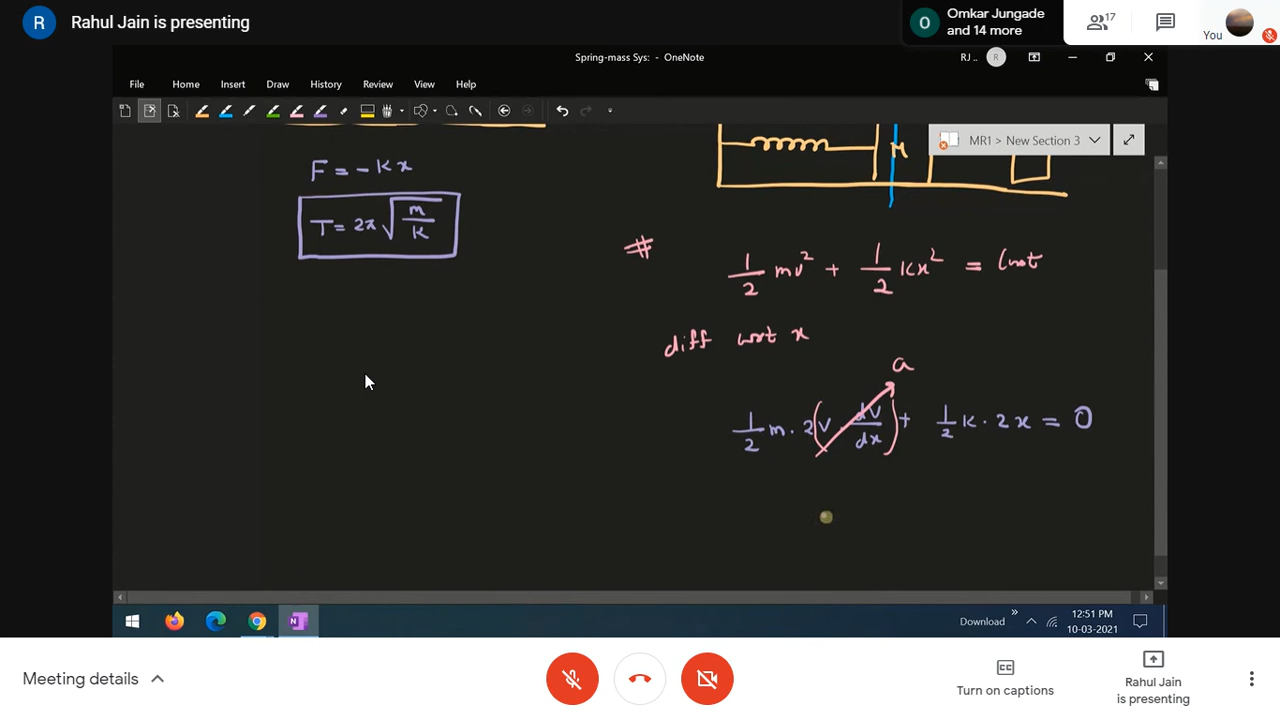 R Rahul Jain is presenting
O Omkar Jungade and 14 more
17
You
Spring-mass Sys: - OneNote
RJ .. R
File Home Insert Draw History Review View Help
MR1 > New Section 3
M
F = -kx
T = 2π√(m/k)
# 1/2 mv² + 1/2 kx² = Const
diff wrt x
a
1/2 m · 2(v · dv/dx) + 1/2 k · 2x = 0
Download
12:51 PM
10-03-2021
Meeting details
Turn on captions
Rahul Jain
is presenting